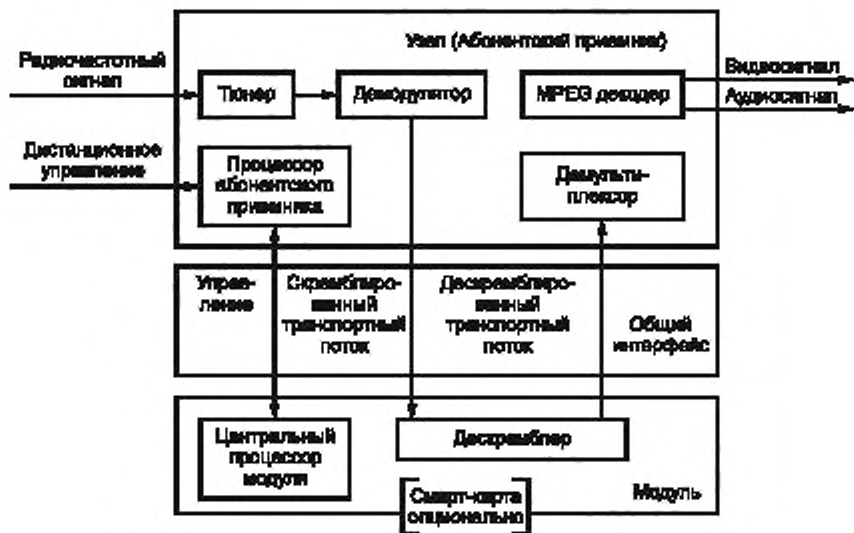 Узел (Абонентский приемник)
Радиочастотный
сигнал
Тюнер
Демодулятор
MPEG декодер
Видеосигнал
Аудиосигнал
Дистанционное
управление
Процессор
абонентского
приемника
Демульти-
плексор
Управ-
ление
Скремблиро-
ванный
транспортный
поток
Дескремблиро-
ванный
транспортный
поток
Общий
интерфейс
Центральный
процессор
модуля
Дескремблер
Смарт-карта
опционально
Модуль